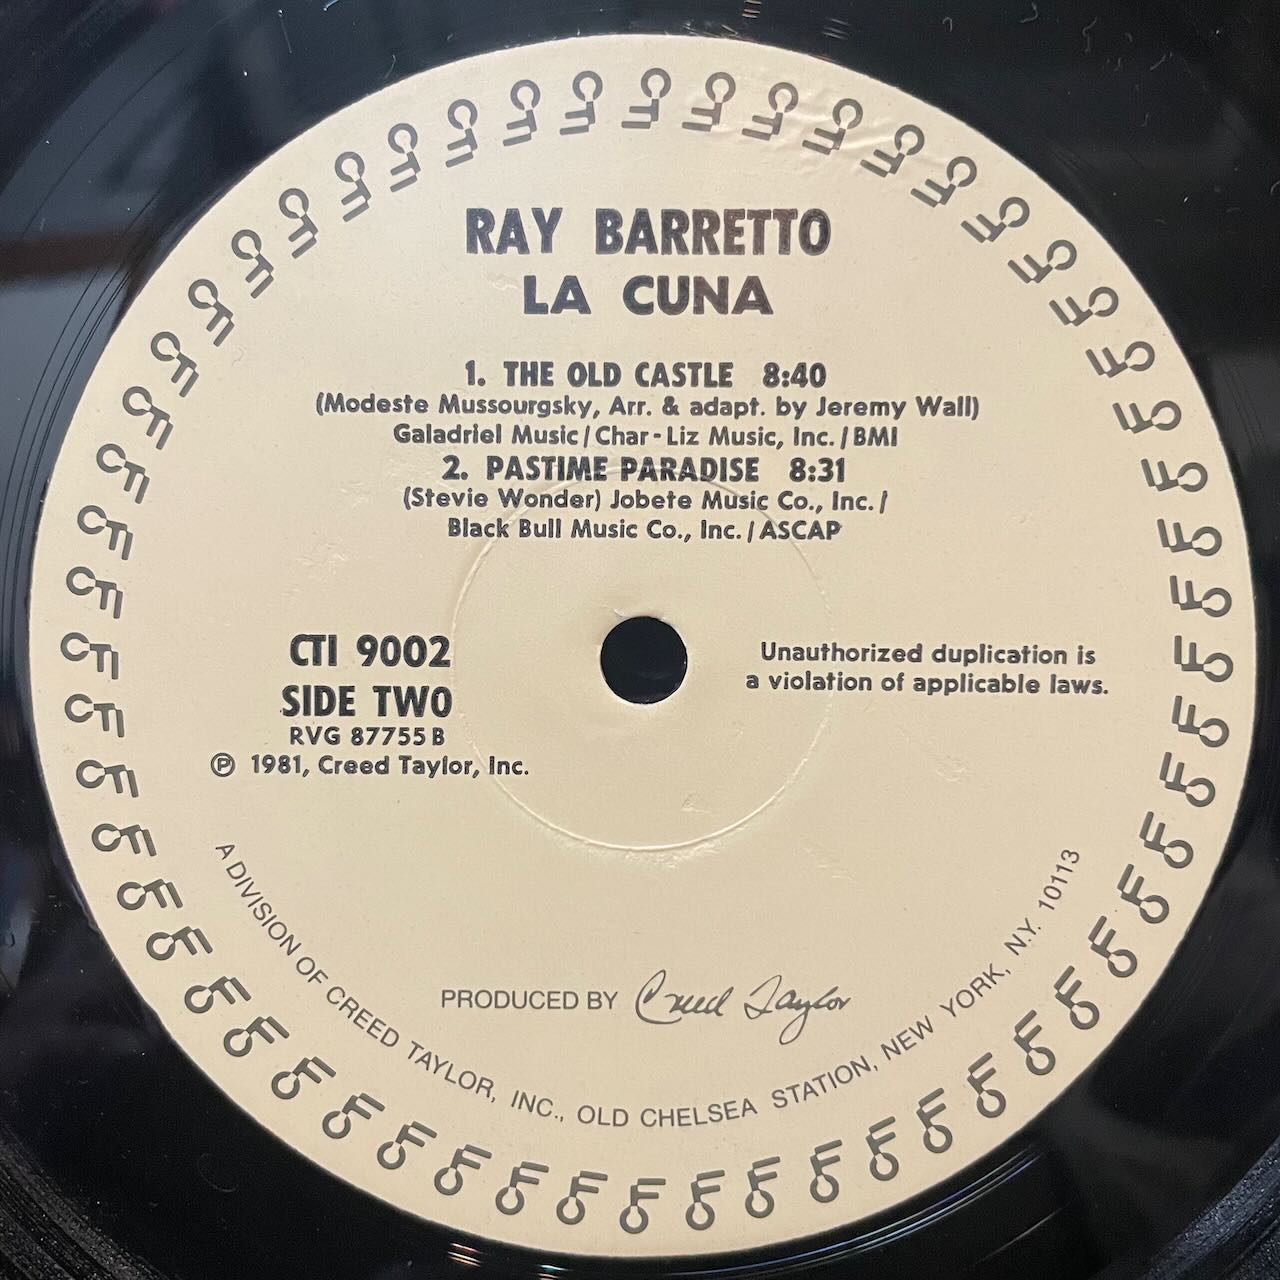 RAY BARRETTO
LA CUNA
1. THE OLD CASTLE 8:40
(Modeste Mussourgsky, Arr. & adapt. by Jeremy Wall)
Galadriel Music/Char-Liz Music, Inc./BMI
2. PASTIME PARADISE 8:31
(Stevie Wonder) Jobete Music Co., Inc./
Black Bull Music Co., Inc./ASCAP
CTI 9002
SIDE TWO
RVG 87755 B
℗ 1981, Creed Taylor, Inc.
Unauthorized duplication is
a violation of applicable laws.
PRODUCED BY Creed Taylor
A DIVISION OF CREED TAYLOR, INC., OLD CHELSEA STATION, NEW YORK, N.Y. 10113
CTI